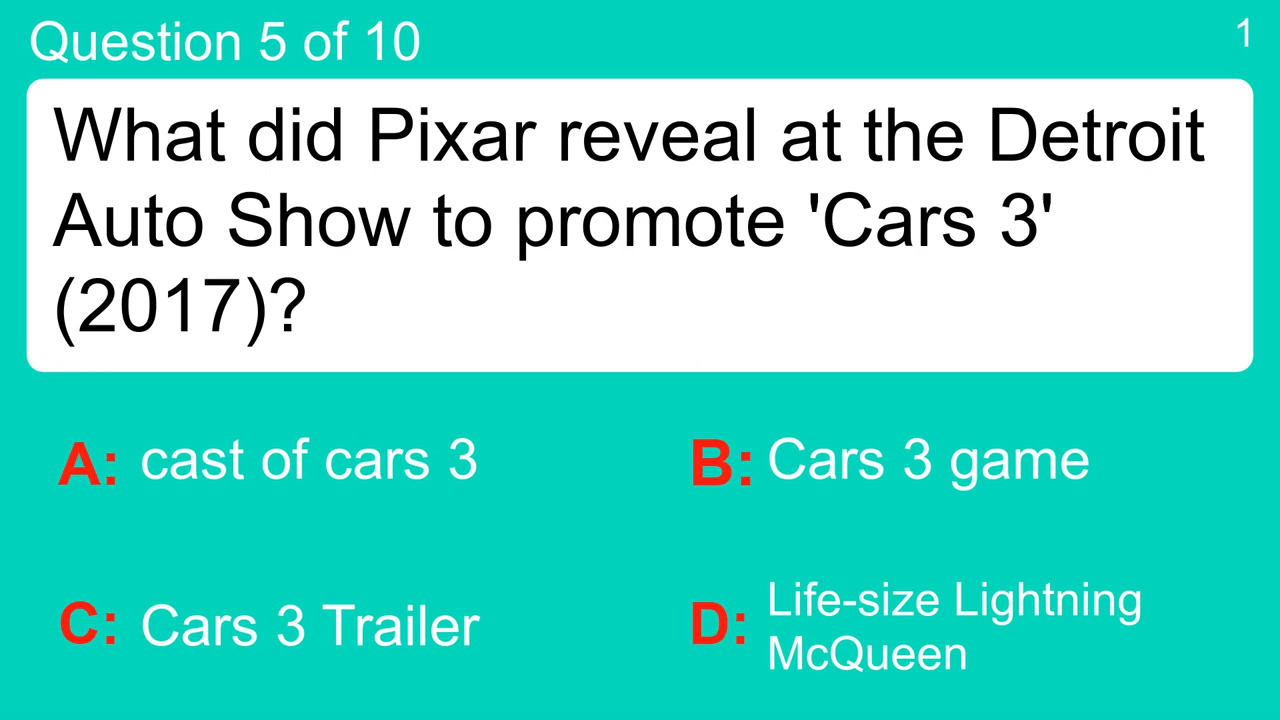 Question 5 of 10
1
What did Pixar reveal at the Detroit
Auto Show to promote 'Cars 3'
(2017)?
A: cast of cars 3
B: Cars 3 game
C: Cars 3 Trailer
D: Life-size Lightning
McQueen